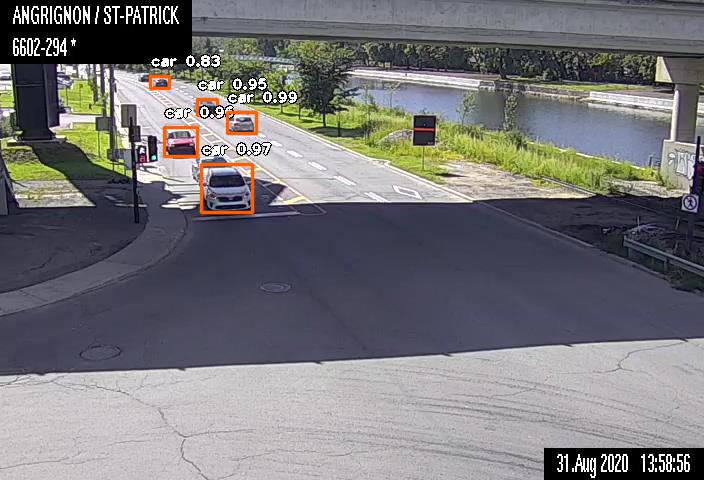 ANGRIGNON / ST-PATRICK
6602-294 *
car 0.83
car 0.95
car 0.99
car 0.97
31.Aug 2020 13:58:56